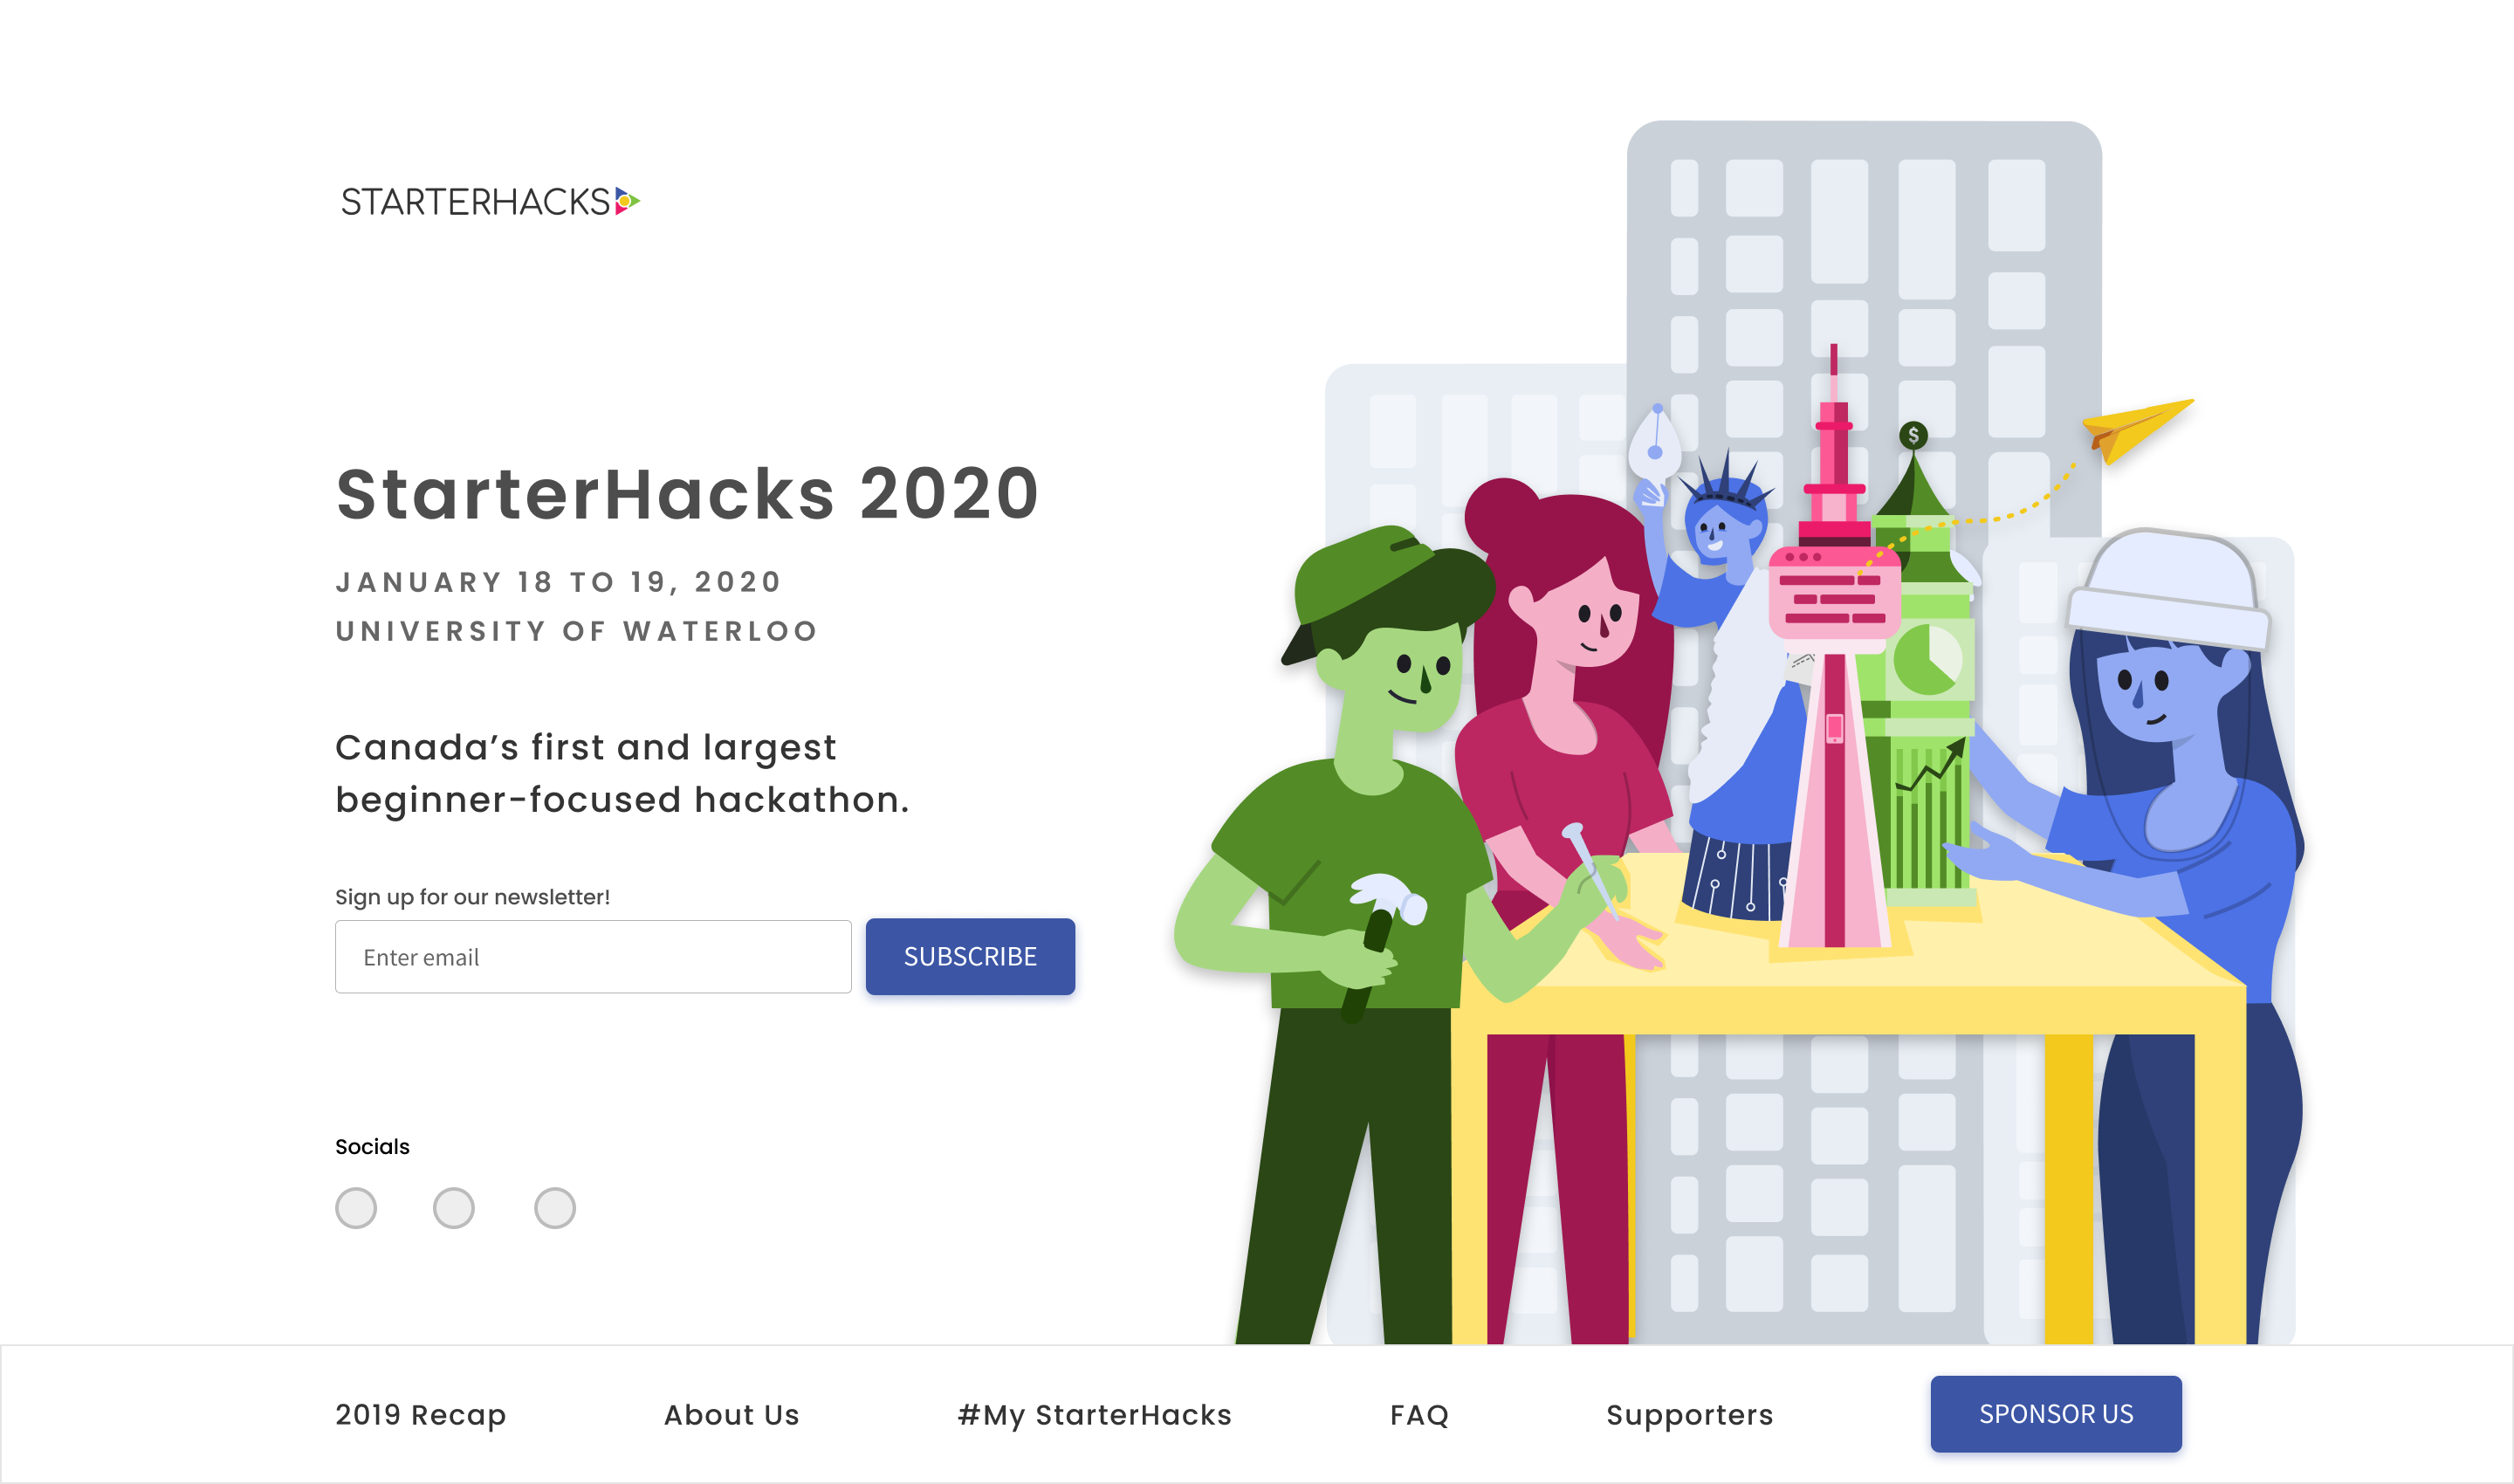 STARTERHACKS
StarterHacks 2020
JANUARY 18 TO 19, 2020
UNIVERSITY OF WATERLOO
Canada’s first and largest
beginner-focused hackathon.
Sign up for our newsletter!
Enter email
SUBSCRIBE
Socials
$
2019 Recap
About Us
#My StarterHacks
FAQ
Supporters
SPONSOR US